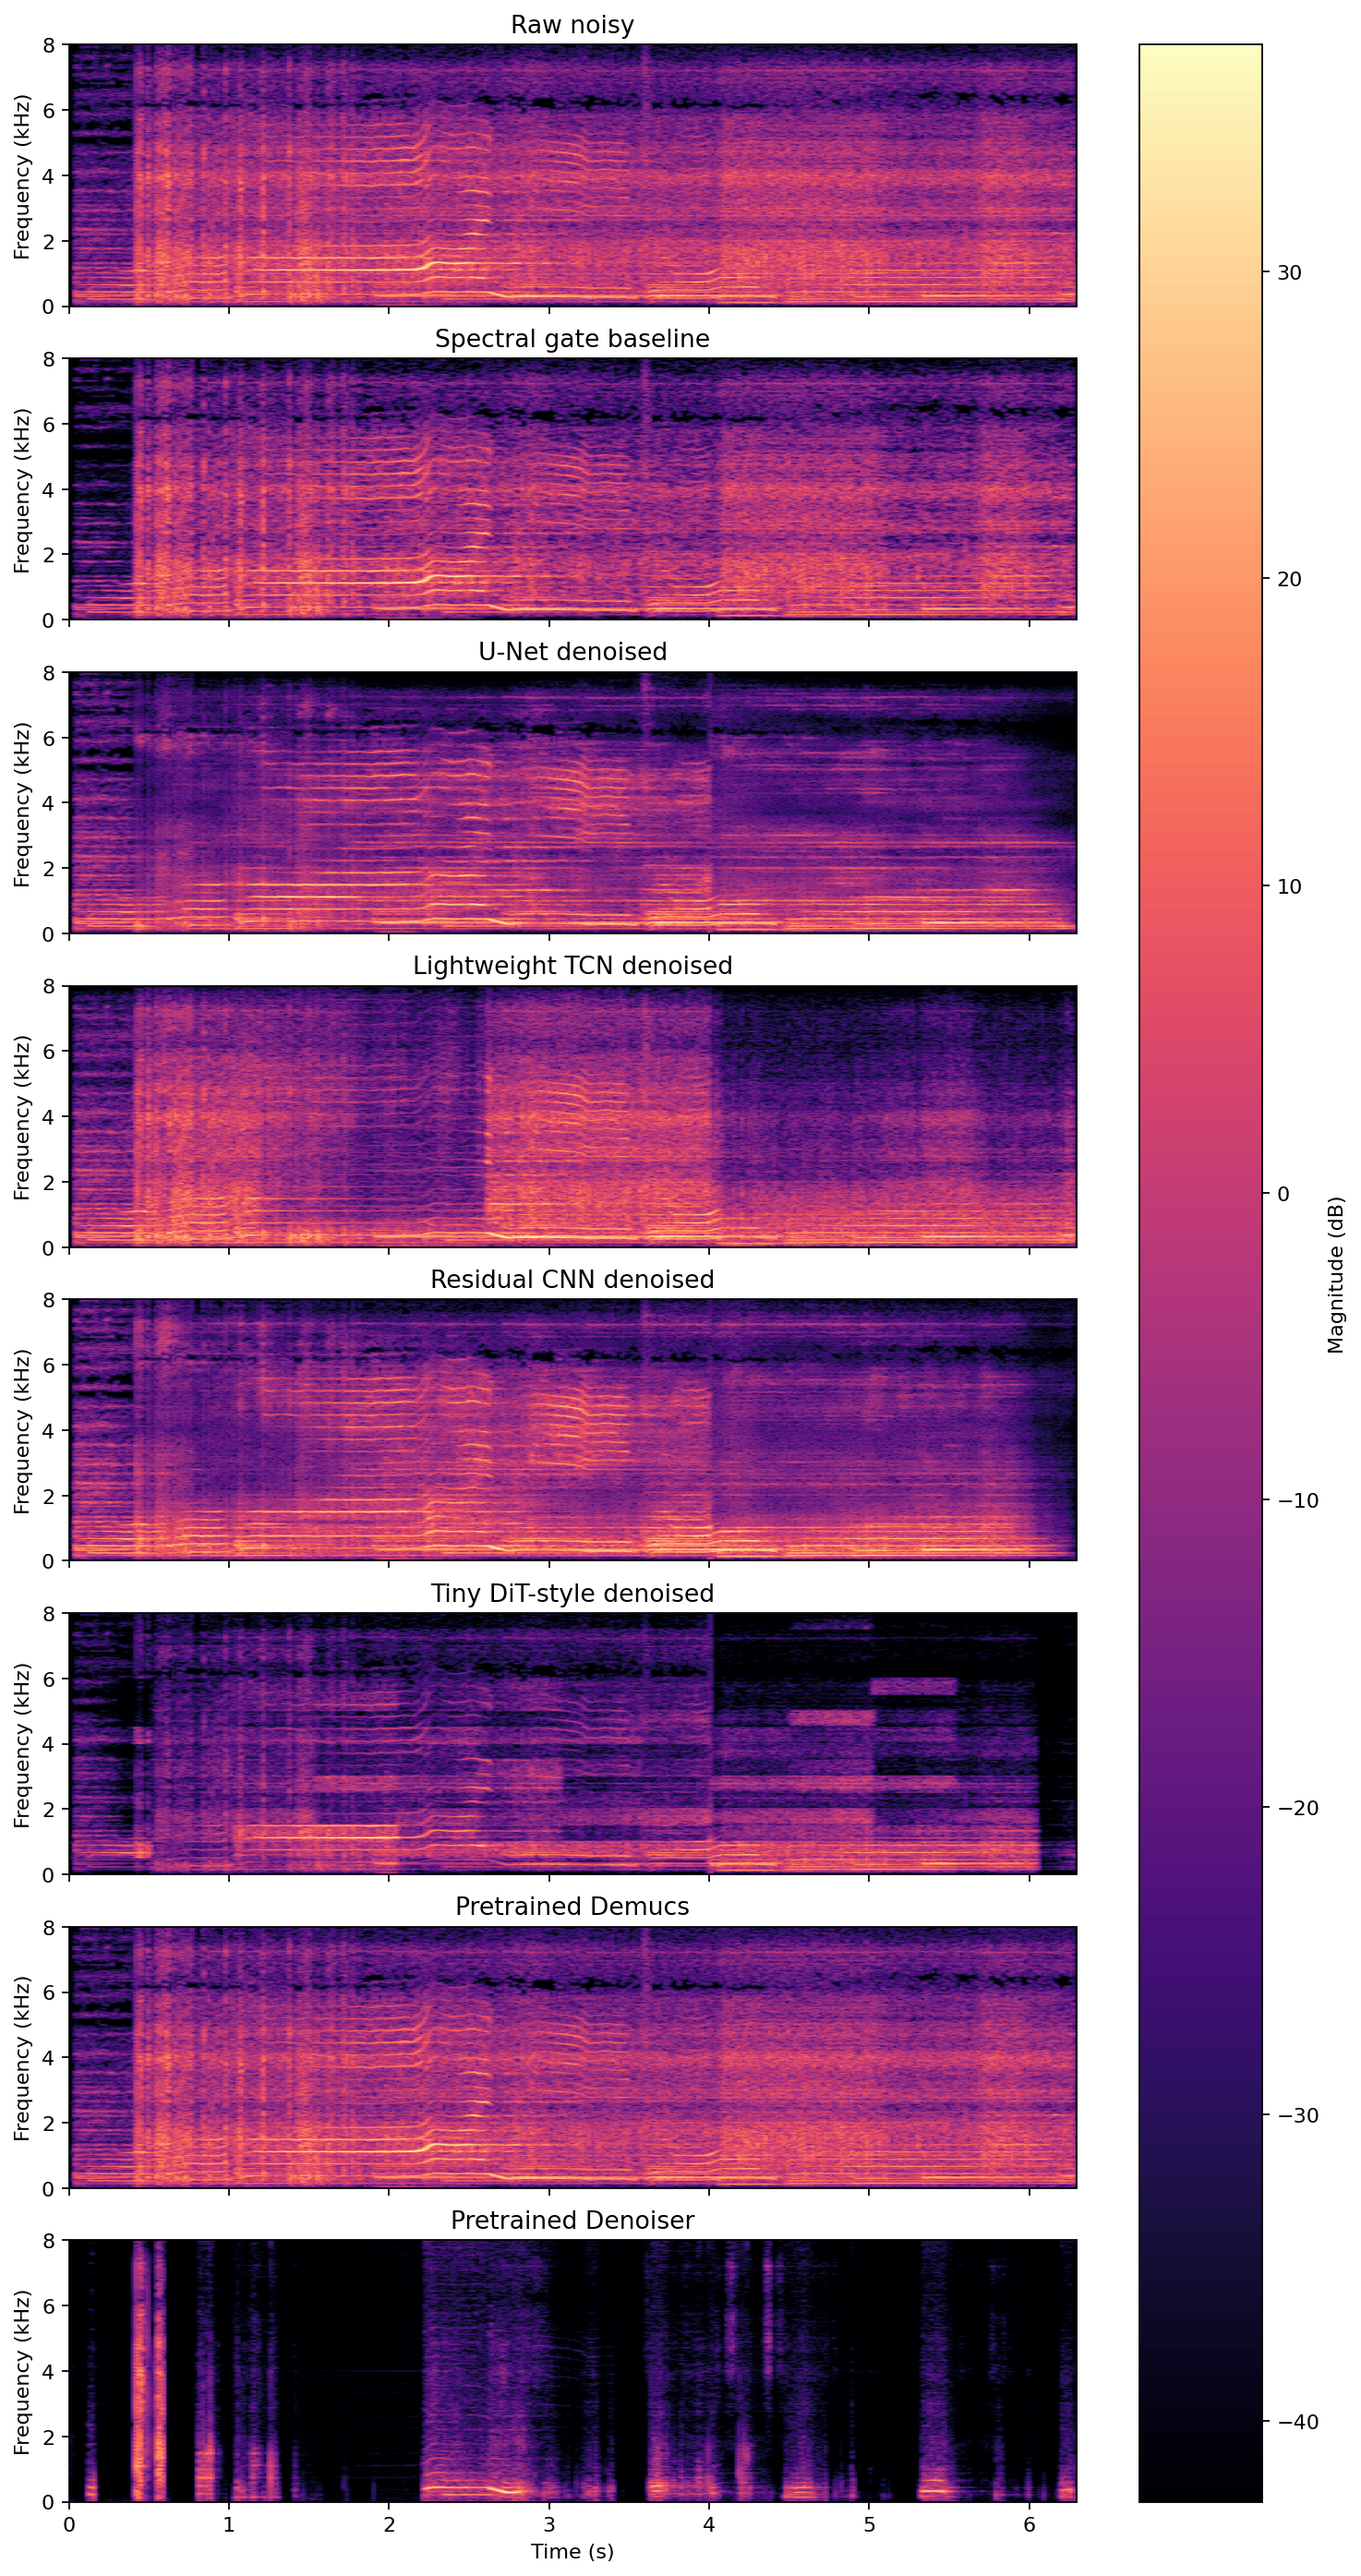 Raw noisy
8
6
4
2
0
Frequency (kHz)
Spectral gate baseline
8
6
4
2
0
Frequency (kHz)
U-Net denoised
8
6
4
2
0
Frequency (kHz)
Lightweight TCN denoised
8
6
4
2
0
Frequency (kHz)
Residual CNN denoised
8
6
4
2
0
Frequency (kHz)
Tiny DiT-style denoised
8
6
4
2
0
Frequency (kHz)
Pretrained Demucs
8
6
4
2
0
Frequency (kHz)
Pretrained Denoiser
8
6
4
2
0
Frequency (kHz)
0 1 2 3 4 5 6
Time (s)
30
20
10
0
−10
−20
−30
−40
Magnitude (dB)